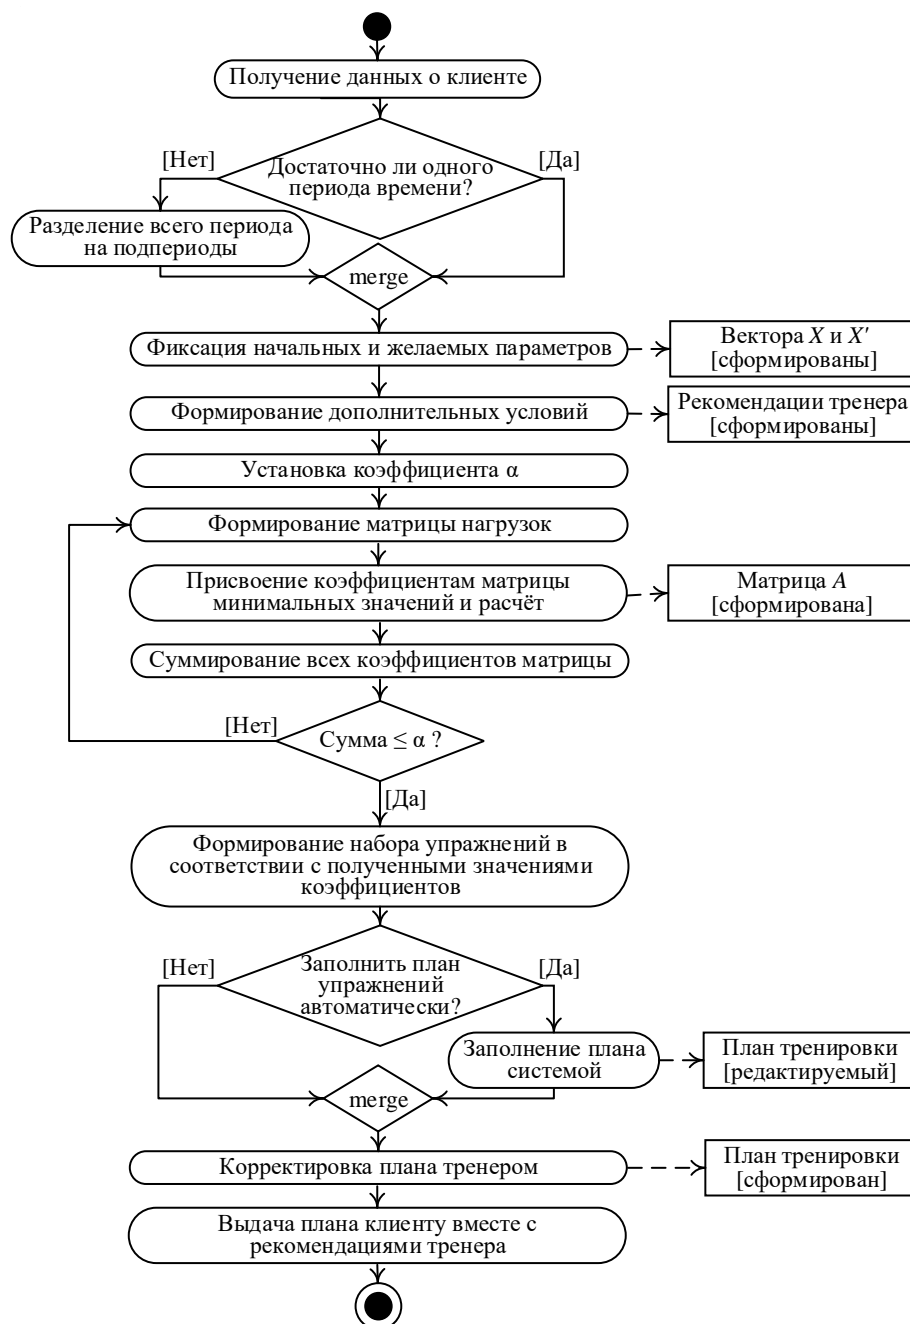 Получение данных о клиенте
[Нет]
[Да]
Достаточно ли одного
периода времени?
Разделение всего периода
на подпериоды
merge
Фиксация начальных и желаемых параметров
Вектора X и X′
[сформированы]
Формирование дополнительных условий
Рекомендации тренера
[сформированы]
Установка коэффициента α
Формирование матрицы нагрузок
Присвоение коэффициентам матрицы
минимальных значений и расчёт
Матрица A
[сформирована]
Суммирование всех коэффициентов матрицы
[Нет]
Сумма ≤ α ?
[Да]
Формирование набора упражнений в
соответствии с полученными значениями
коэффициентов
[Нет]
[Да]
Заполнить план
упражнений
автоматически?
Заполнение плана
системой
План тренировки
[редактируемый]
merge
Корректировка плана тренером
План тренировки
[сформирован]
Выдача плана клиенту вместе с
рекомендациями тренера